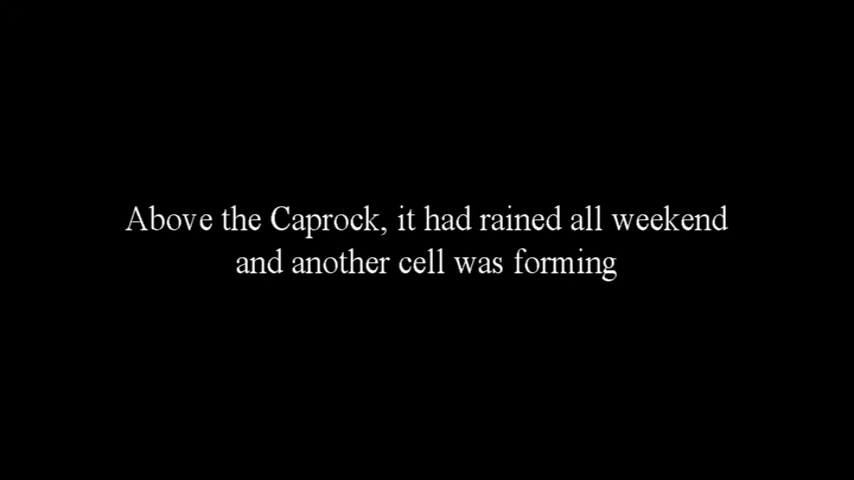 Above the Caprock, it had rained all weekend
and another cell was forming